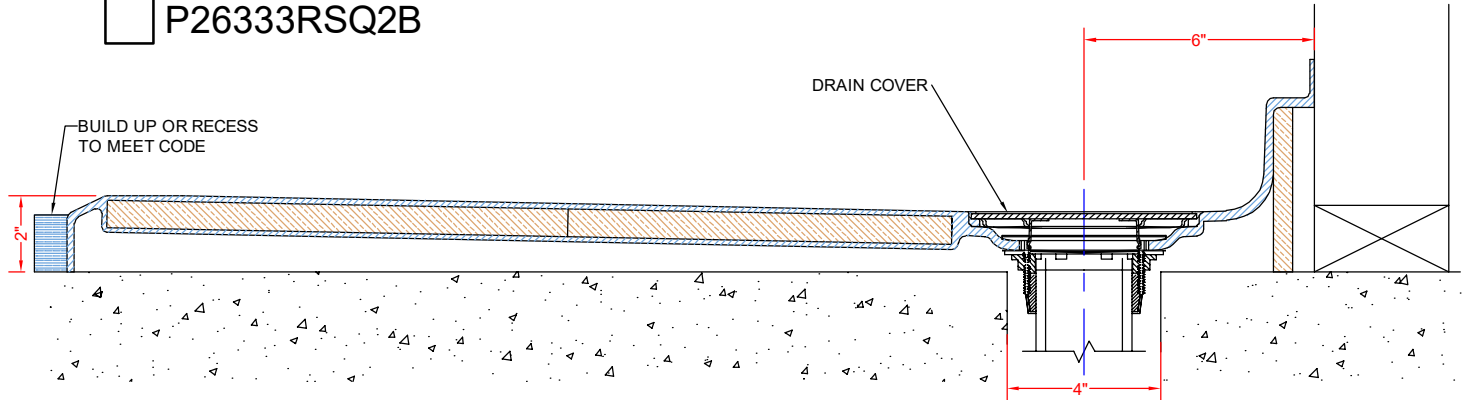 P26333RSQ2B
6"
DRAIN COVER
BUILD UP OR RECESS
TO MEET CODE
2"
4"